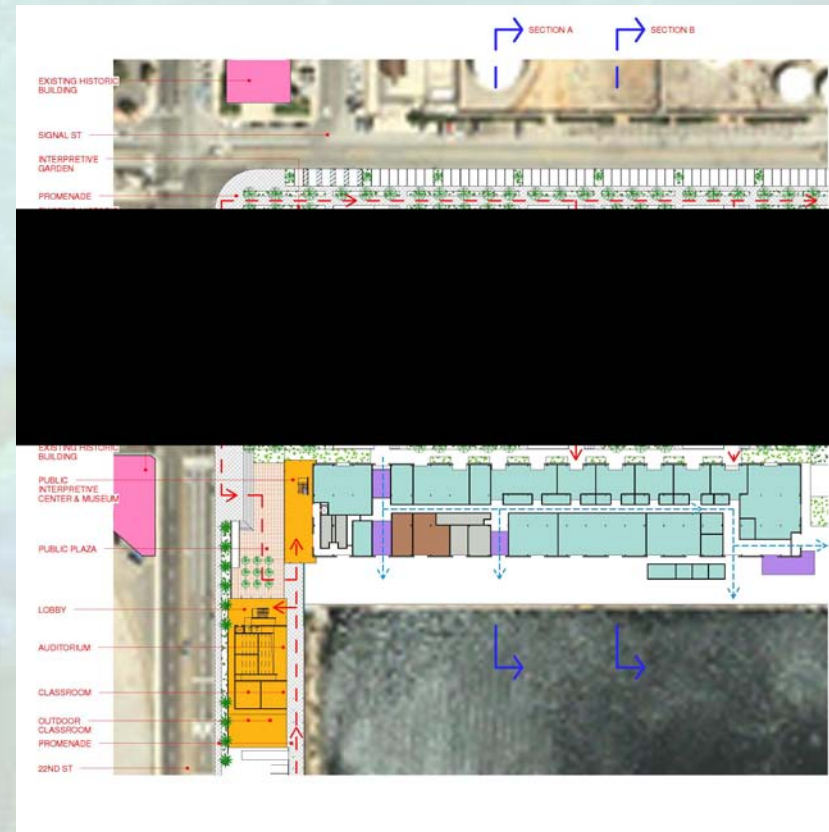 SECTION A
SECTION B
EXISTING HISTORIC
BUILDING
SIGNAL ST
INTERPRETIVE
GARDEN
PROMENADE
EXISTING HISTORIC
BUILDING
PUBLIC
INTERPRETIVE
CENTER & MUSEUM
PUBLIC PLAZA
LOBBY
AUDITORIUM
CLASSROOM
OUTDOOR
CLASSROOM
PROMENADE
22ND ST